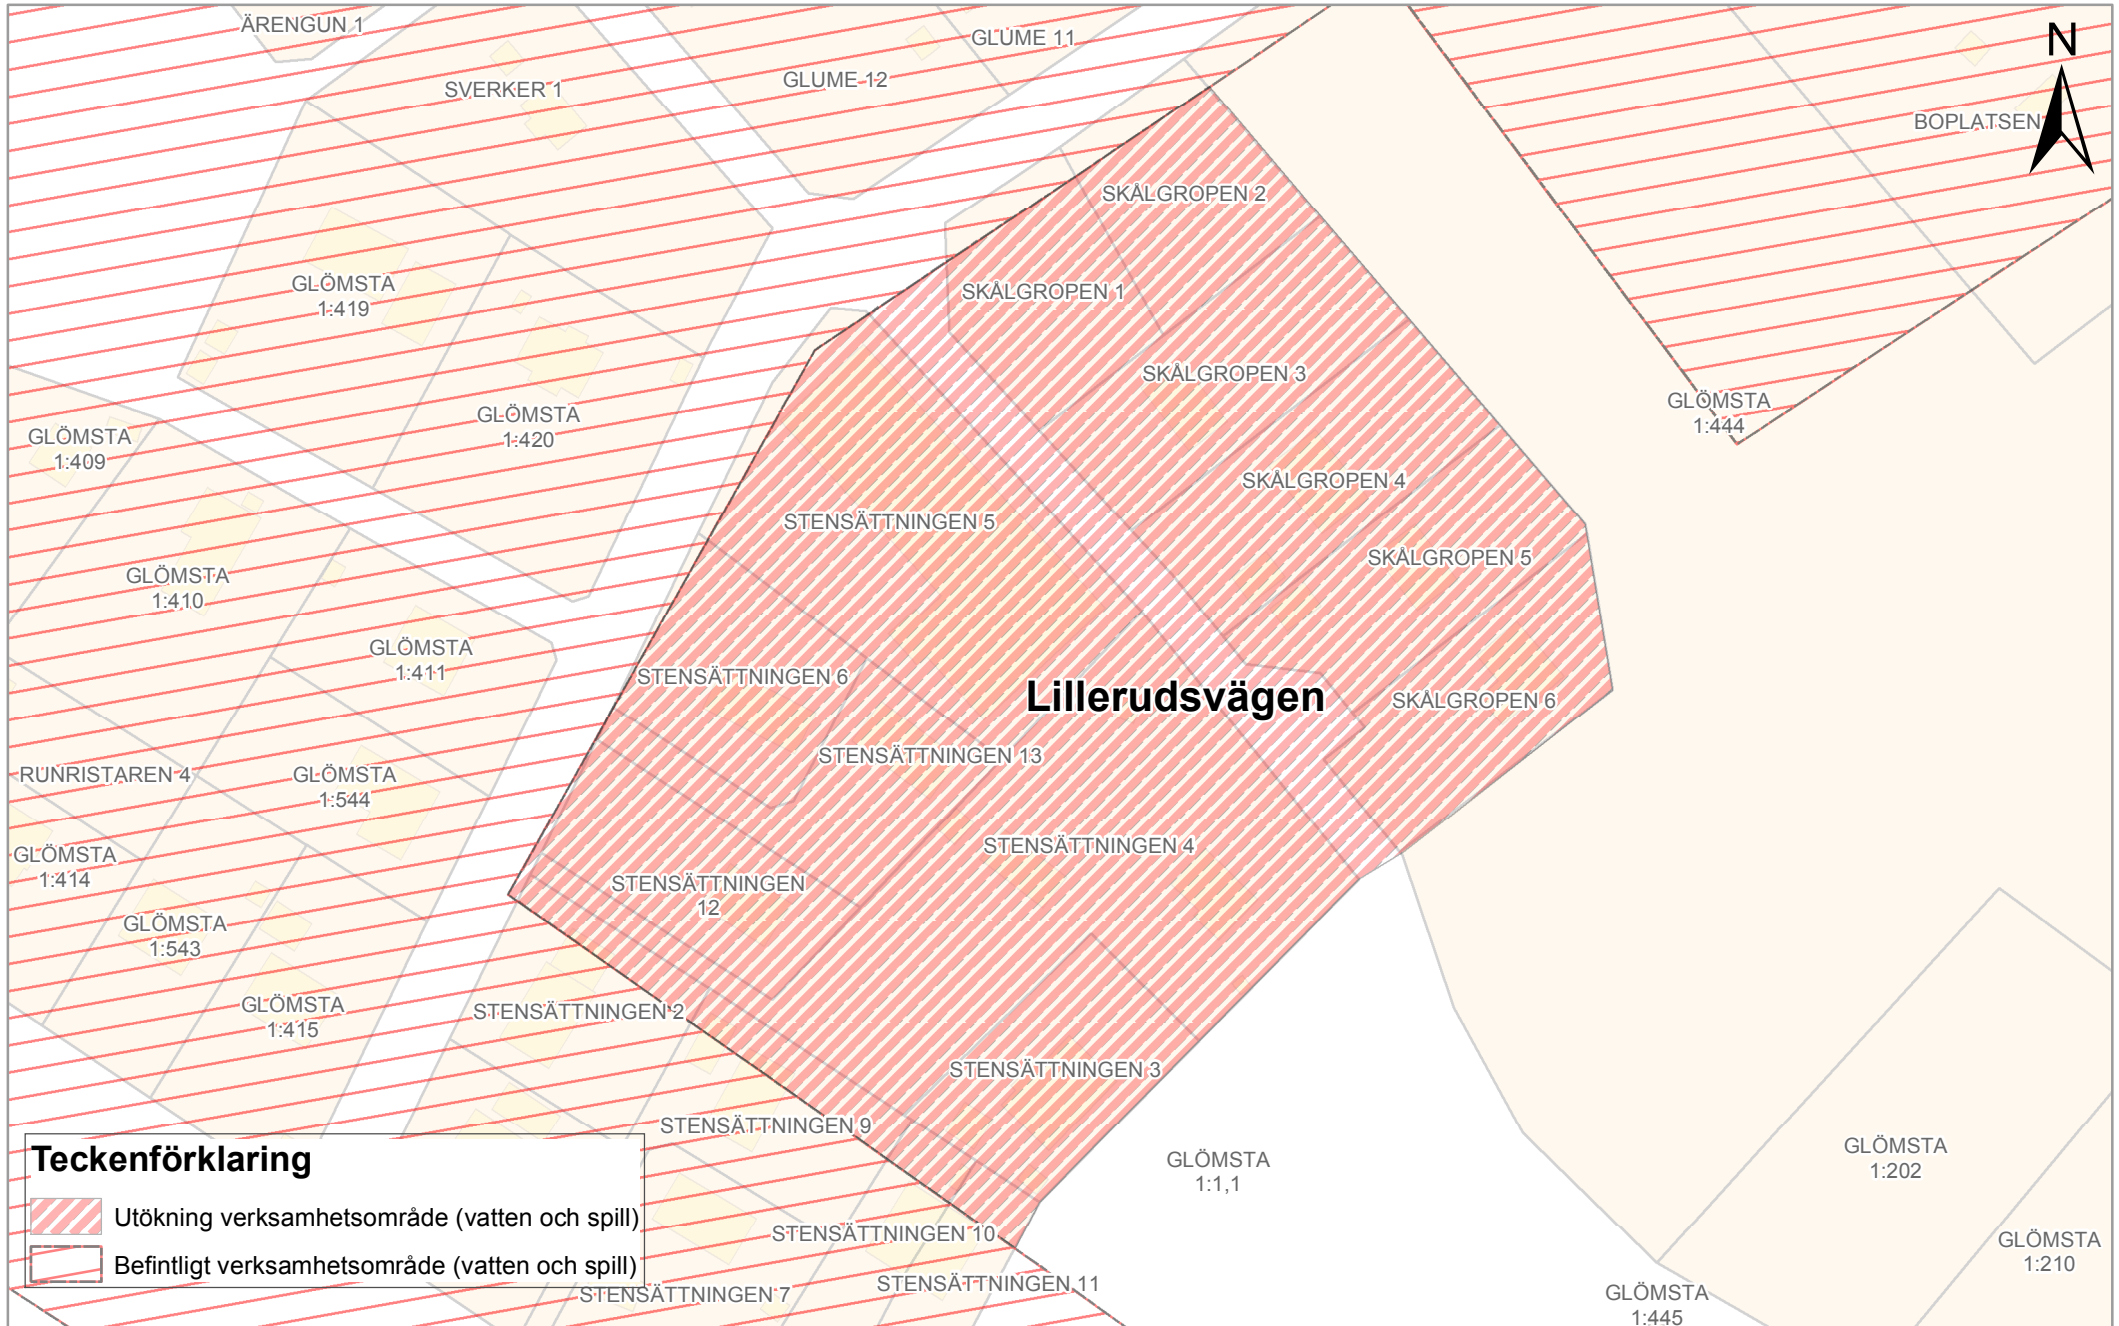 ÄRENGUN 1
GLUME 11
N
SVERKER 1
GLUME 12
BOPLATSEN
SKÅLGROPEN 2
GLÖMSTA
1:419
SKÅLGROPEN 1
SKÅLGROPEN 3
GLÖMSTA
1:444
GLÖMSTA
1:420
GLÖMSTA
1:409
SKÅLGROPEN 4
STENSÄTTNINGEN 5
SKÅLGROPEN 5
GLÖMSTA
1:410
GLÖMSTA
1:411
STENSÄTTNINGEN 6
Lillerudsvägen
SKÅLGROPEN 6
STENSÄTTNINGEN 13
RUNRISTAREN 4
GLÖMSTA
1:544
STENSÄTTNINGEN 4
GLÖMSTA
1:414
STENSÄTTNINGEN
12
GLÖMSTA
1:543
GLÖMSTA
1:415
STENSÄTTNINGEN 2
STENSÄTTNINGEN 3
STENSÄTTNINGEN 9
GLÖMSTA
1:1,1
GLÖMSTA
1:202
STENSÄTTNINGEN 10
GLÖMSTA
1:210
STENSÄTTNINGEN 11
STENSÄTTNINGEN 7
GLÖMSTA
1:445
Teckenförklaring
Utökning verksamhetsområde (vatten och spill)
Befintligt verksamhetsområde (vatten och spill)